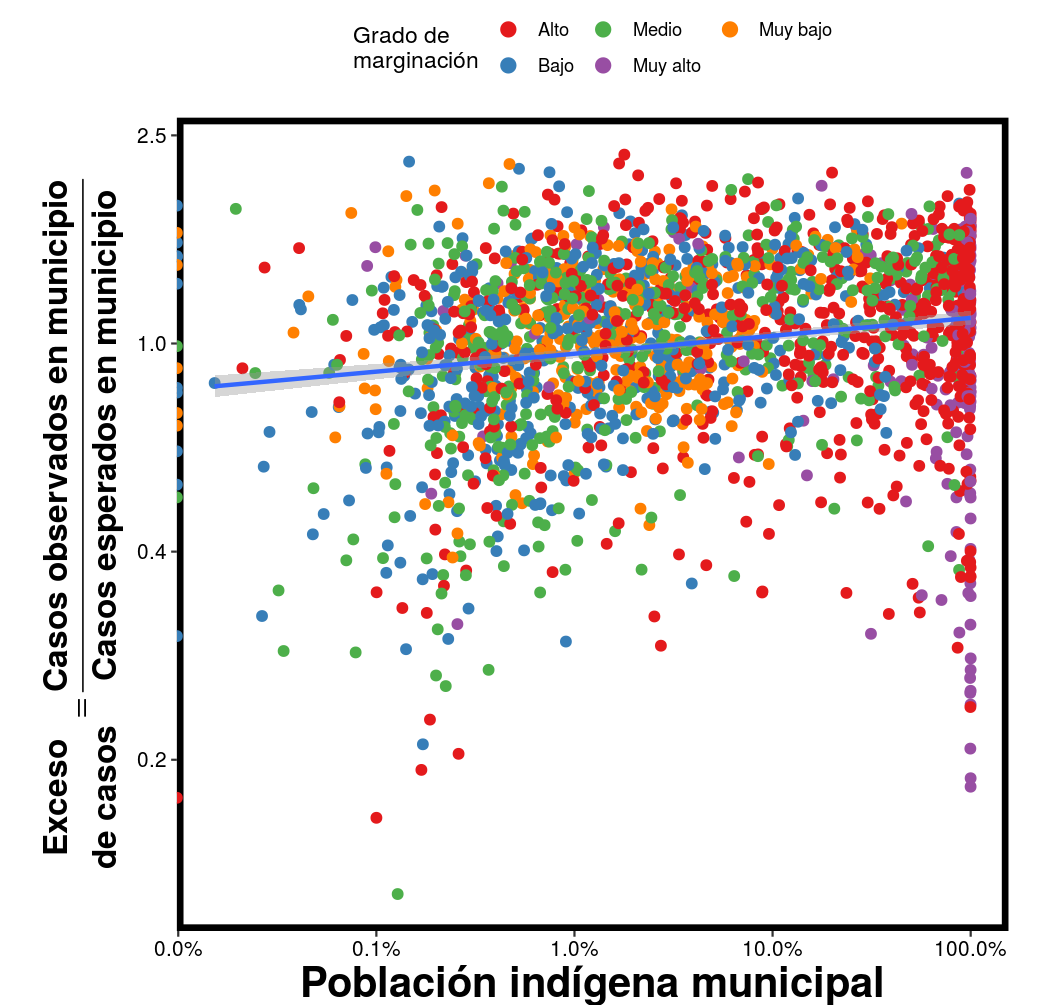 Grado de
marginación
Alto
Medio
Muy bajo
Bajo
Muy alto
2.5
1.0
0.4
0.2
Exceso
de casos
=
Casos observados en municipio
Casos esperados en municipio
0.0%
0.1%
1.0%
10.0%
100.0%
Población indígena municipal